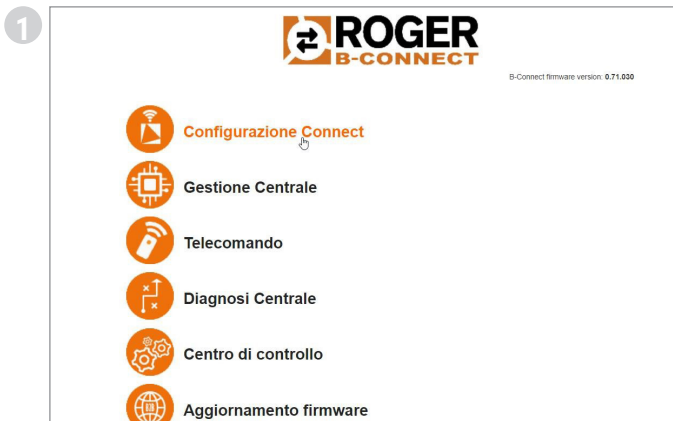 1
ROGER
B-CONNECT
B-Connect firmware version: 0.71.030
Configurazione Connect
Gestione Centrale
Telecomando
Diagnosi Centrale
Centro di controllo
Aggiornamento firmware